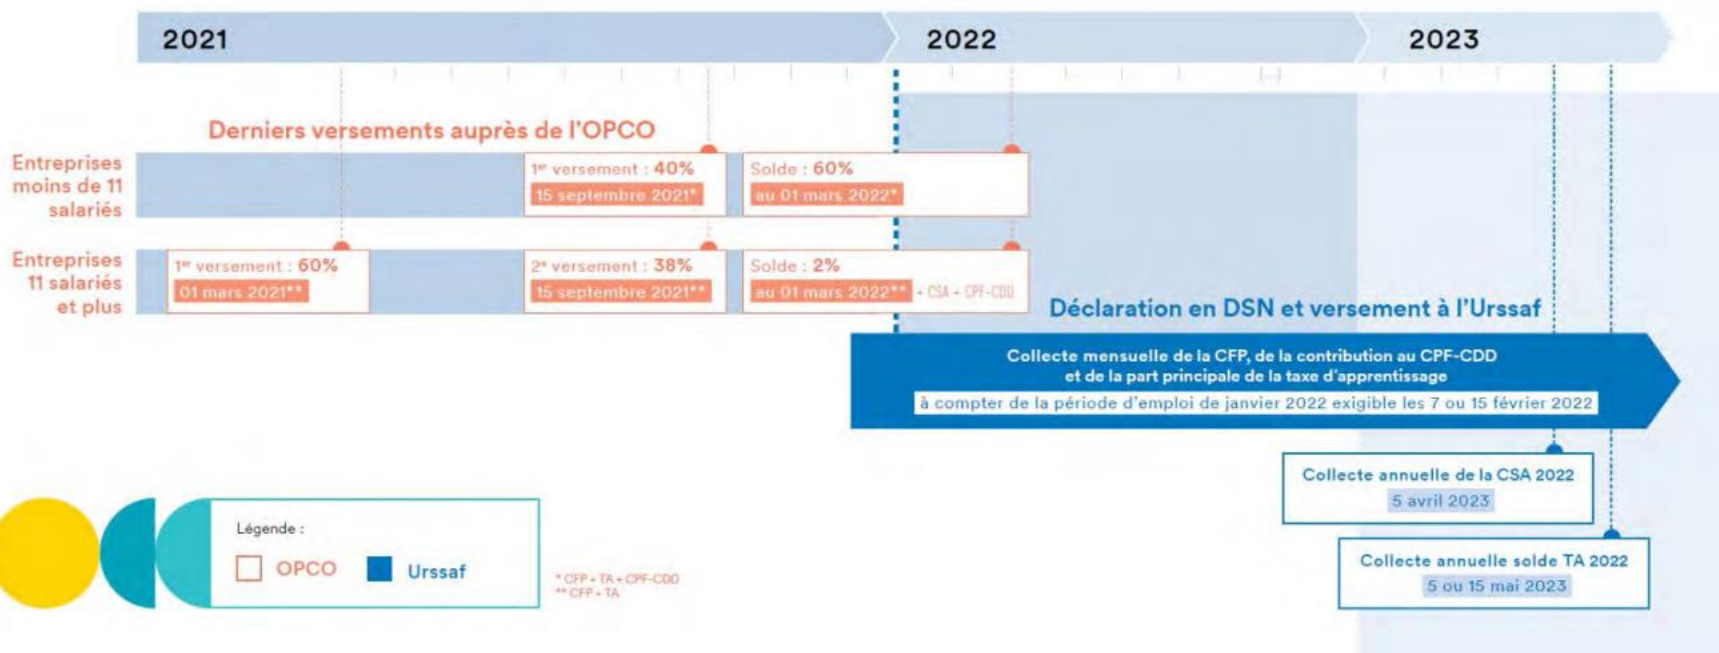 2021
2022
2023
Derniers versements auprès de l'OPCO
Entreprises
moins de 11
salariés
1er versement : 40%
15 septembre 2021*
Solde : 60%
au 01 mars 2022*
Entreprises
11 salariés
et plus
1er versement : 60%
01 mars 2021**
2e versement : 38%
15 septembre 2021**
Solde : 2%
au 01 mars 2022** + CSA + CPF-CDD
Déclaration en DSN et versement à l'Urssaf
Collecte mensuelle de la CFP, de la contribution au CPF-CDD
et de la part principale de la taxe d'apprentissage
à compter de la période d'emploi de janvier 2022 exigible les 7 ou 15 février 2022
Collecte annuelle de la CSA 2022
5 avril 2023
Collecte annuelle solde TA 2022
5 ou 15 mai 2023
Légende :
OPCO
Urssaf
* CFP + TA + CPF-CDD
** CFP + TA